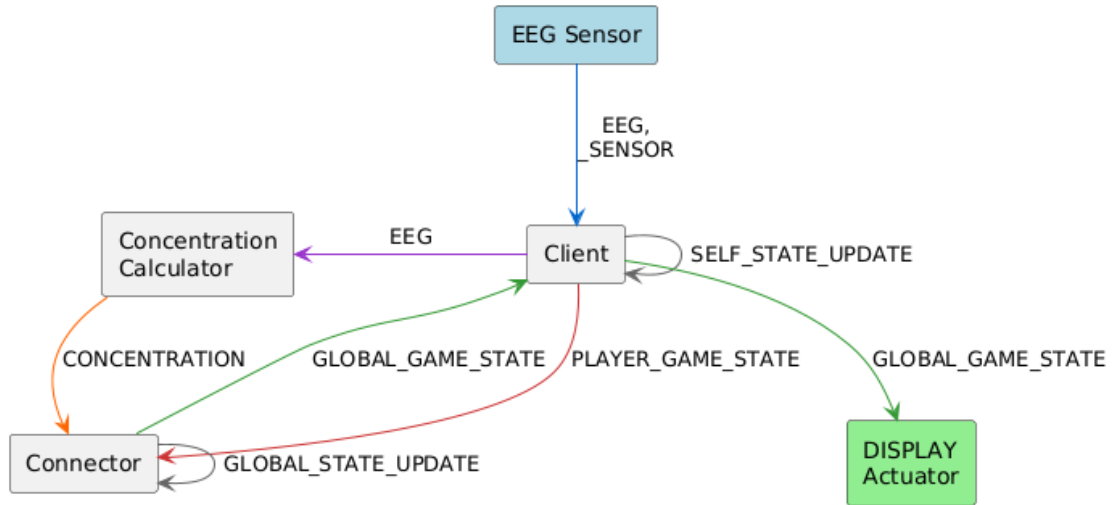 EEG Sensor
EEG,
_SENSOR
Concentration
Calculator
EEG
Client
SELF_STATE_UPDATE
CONCENTRATION
GLOBAL_GAME_STATE
PLAYER_GAME_STATE
GLOBAL_GAME_STATE
Connector
GLOBAL_STATE_UPDATE
DISPLAY
Actuator